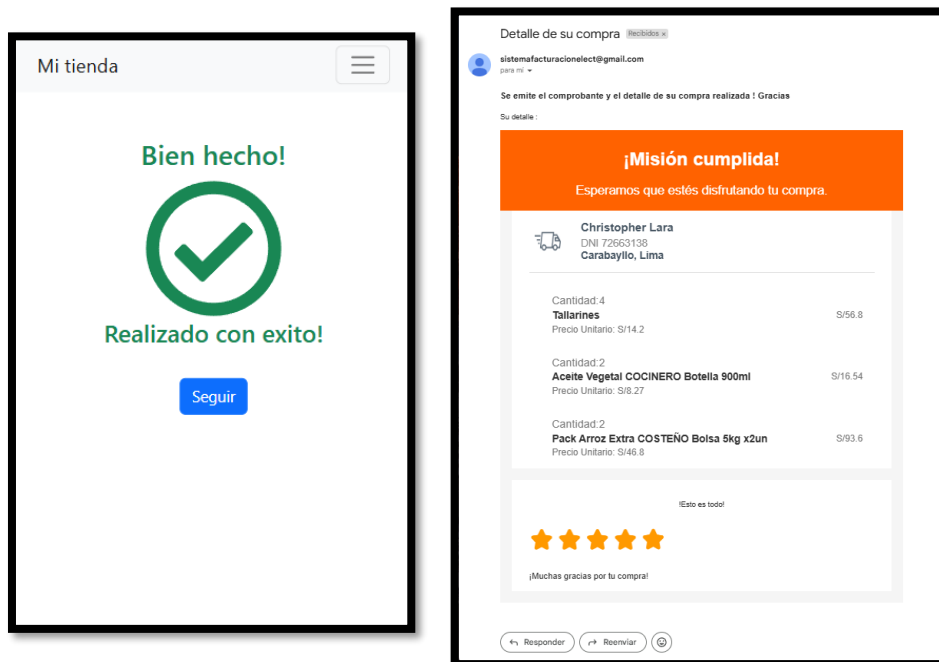 Mi tienda
Bien hecho!
Realizado con exito!
Seguir
Detalle de su compra Recibidos ×
sistemafacturacionelect@gmail.com
para mí
Se emite el comprobante y el detalle de su compra realizada ! Gracias
Su detalle :
¡Misión cumplida!
Esperamos que estés disfrutando tu compra.
Christopher Lara
DNI 72663138
Carabayllo, Lima
Cantidad:4
Tallarines S/56.8
Precio Unitario: S/14.2
Cantidad:2
Aceite Vegetal COCINERO Botella 900ml S/16.54
Precio Unitario: S/8.27
Cantidad:2
Pack Arroz Extra COSTEÑO Bolsa 5kg x2un S/93.6
Precio Unitario: S/46.8
!Esto es todo!
¡Muchas gracias por tu compra!
Responder Reenviar